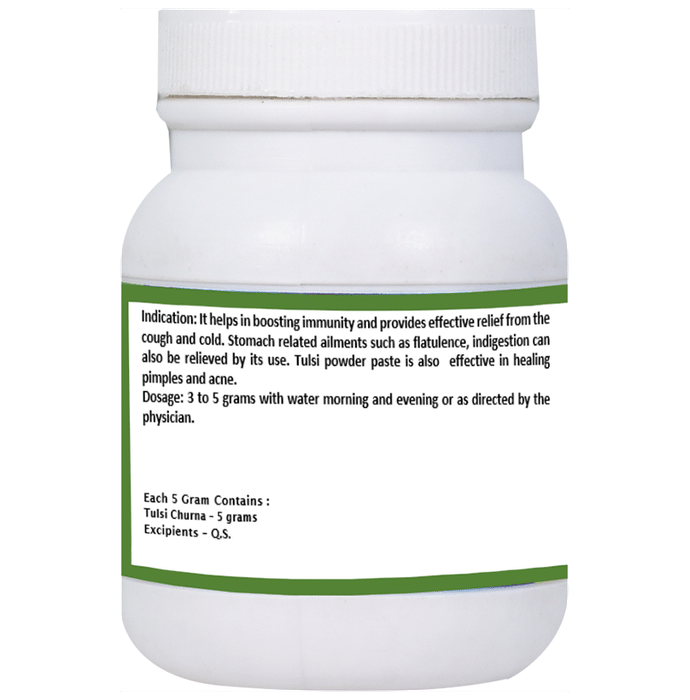 Indication: It helps in boosting immunity and provides effective relief from the
cough and cold. Stomach related ailments such as flatulence, indigestion can
also be relieved by its use. Tulsi powder paste is also effective in healing
pimples and acne.
Dosage: 3 to 5 grams with water morning and evening or as directed by the
physician.
Each 5 Gram Contains :
Tulsi Churna - 5 grams
Excipients - Q.S.